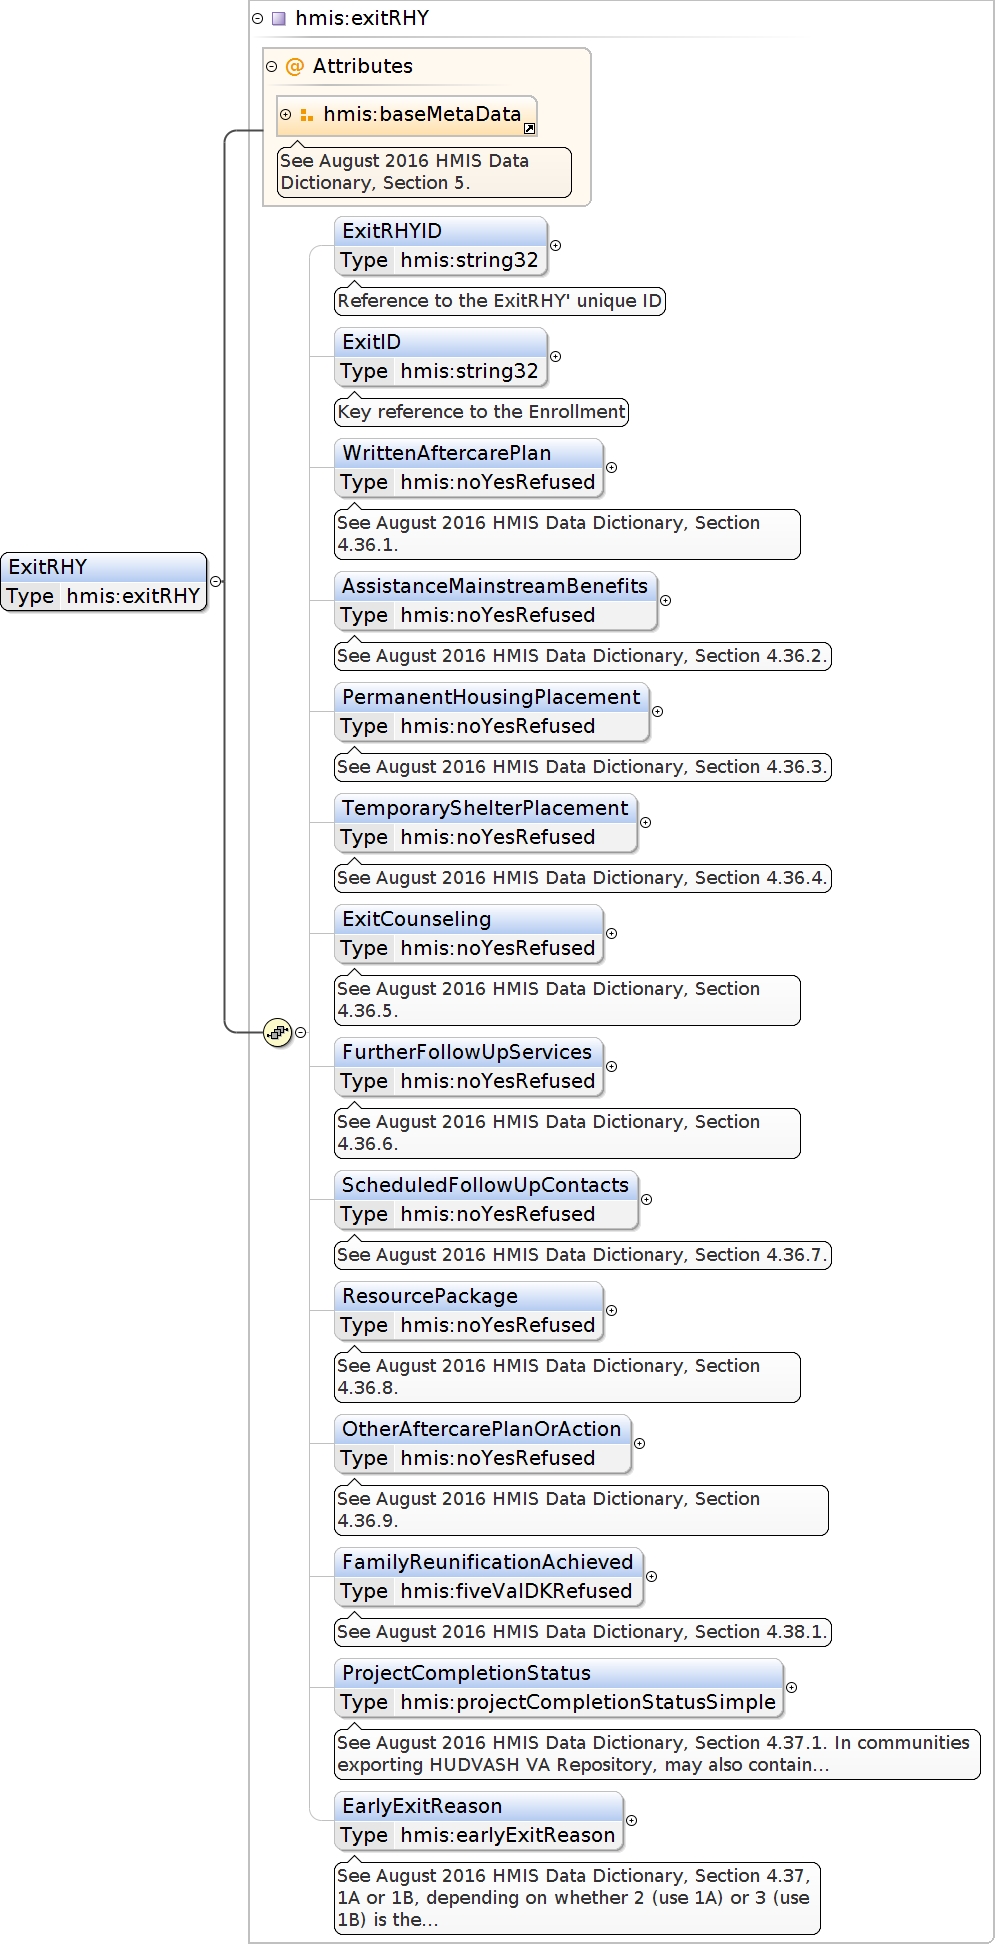 hmis:exitRHY
@ Attributes
hmis:baseMetaData
See August 2016 HMIS Data
Dictionary, Section 5.
ExitRHYID
Type hmis:string32
Reference to the ExitRHY' unique ID
ExitID
Type hmis:string32
Key reference to the Enrollment
WrittenAftercarePlan
Type hmis:noYesRefused
See August 2016 HMIS Data Dictionary, Section
4.36.1.
ExitRHY
Type hmis:exitRHY
AssistanceMainstreamBenefits
Type hmis:noYesRefused
See August 2016 HMIS Data Dictionary, Section 4.36.2.
PermanentHousingPlacement
Type hmis:noYesRefused
See August 2016 HMIS Data Dictionary, Section 4.36.3.
TemporaryShelterPlacement
Type hmis:noYesRefused
See August 2016 HMIS Data Dictionary, Section 4.36.4.
ExitCounseling
Type hmis:noYesRefused
See August 2016 HMIS Data Dictionary, Section
4.36.5.
FurtherFollowUpServices
Type hmis:noYesRefused
See August 2016 HMIS Data Dictionary, Section
4.36.6.
ScheduledFollowUpContacts
Type hmis:noYesRefused
See August 2016 HMIS Data Dictionary, Section 4.36.7.
ResourcePackage
Type hmis:noYesRefused
See August 2016 HMIS Data Dictionary, Section
4.36.8.
OtherAftercarePlanOrAction
Type hmis:noYesRefused
See August 2016 HMIS Data Dictionary, Section
4.36.9.
FamilyReunificationAchieved
Type hmis:fiveValDKRefused
See August 2016 HMIS Data Dictionary, Section 4.38.1.
ProjectCompletionStatus
Type hmis:projectCompletionStatusSimple
See August 2016 HMIS Data Dictionary, Section 4.37.1. In communities
exporting HUDVASH VA Repository, may also contain...
EarlyExitReason
Type hmis:earlyExitReason
See August 2016 HMIS Data Dictionary, Section 4.37,
1A or 1B, depending on whether 2 (use 1A) or 3 (use
1B) is the...